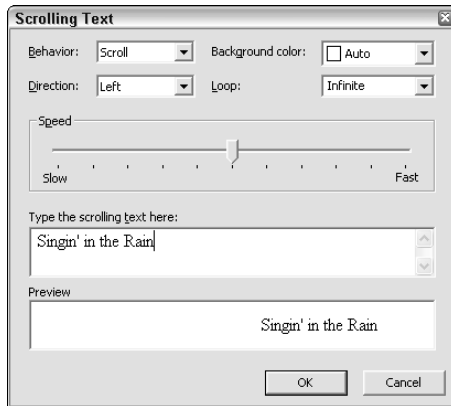 Scrolling Text
Behavior: Scroll Background color: Auto
Direction: Left Loop: Infinite
Speed
Slow Fast
Type the scrolling text here:
Singin' in the Rain
Preview
Singin' in the Rain
OK Cancel